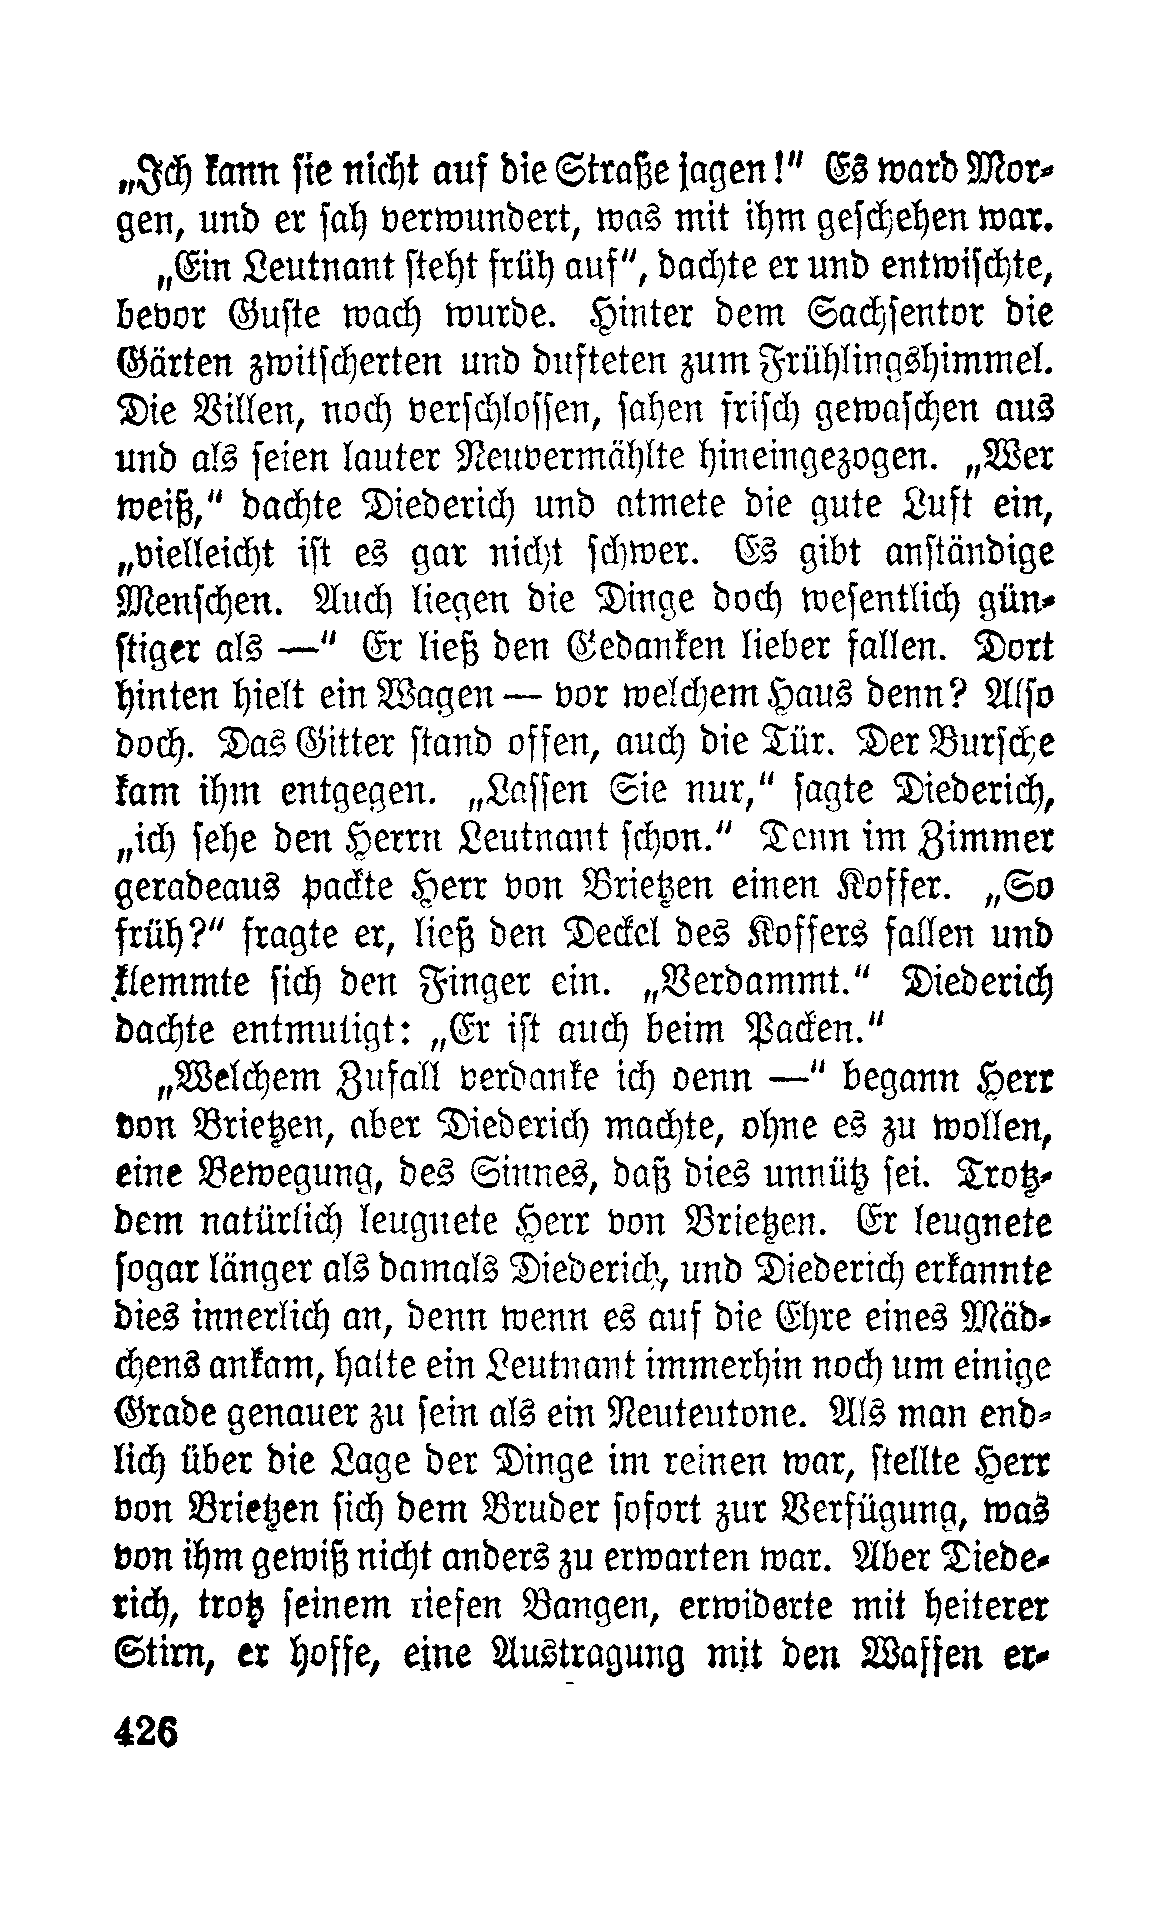 „Ich kann sie nicht auf die Straße jagen!“ Es ward Mor-
gen, und er sah verwundert, was mit ihm geschehen war.
„Ein Leutnant steht früh auf“, dachte er und entwischte,
bevor Guste wach wurde. Hinter dem Sachsentor die
Gärten zwitscherten und dufteten zum Frühlingshimmel.
Die Villen, noch verschlossen, sahen frisch gewaschen aus
und als seien lauter Neuvermählte hineingezogen. „Wer
weiß,“ dachte Diederich und atmete die gute Luft ein,
„vielleicht ist es gar nicht schwer. Es gibt anständige
Menschen. Auch liegen die Dinge doch wesentlich gün-
stiger als —“ Er ließ den Gedanken lieber fallen. Dort
hinten hielt ein Wagen — vor welchem Haus denn? Also
doch. Das Gitter stand offen, auch die Tür. Der Bursche
kam ihm entgegen. „Lassen Sie nur,“ sagte Diederich,
„ich sehe den Herrn Leutnant schon.“ Denn im Zimmer
geradeaus packte Herr von Brietzen einen Koffer. „So
früh?“ fragte er, ließ den Deckel des Koffers fallen und
klemmte sich den Finger ein. „Verdammt.“ Diederich
dachte entmutigt: „Er ist auch beim Packen.“
„Welchem Zufall verdanke ich denn —“ begann Herr
von Brietzen, aber Diederich machte, ohne es zu wollen,
eine Bewegung, des Sinnes, daß dies unnütz sei. Trotz-
dem natürlich leugnete Herr von Brietzen. Er leugnete
sogar länger als damals Diederich, und Diederich erkannte
dies innerlich an, denn wenn es auf die Ehre eines Mäd-
chens ankam, hatte ein Leutnant immerhin noch um einige
Grade genauer zu sein als ein Neuteutone. Als man end-
lich über die Lage der Dinge im reinen war, stellte Herr
von Brietzen sich dem Bruder sofort zur Verfügung, was
von ihm gewiß nicht anders zu erwarten war. Aber Diede-
rich, trotz seinem tiefen Bangen, erwiderte mit heiterer
Stirn, er hoffe, eine Austragung mit den Waffen er-
426